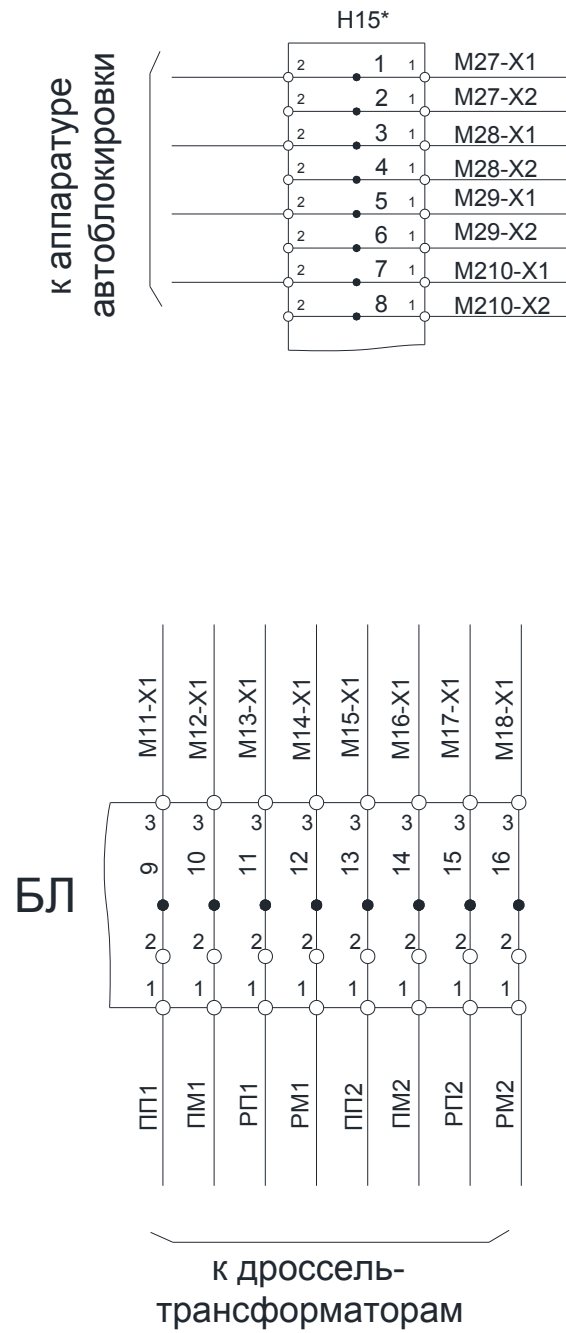 Н15*
к аппаратуре
автоблокировки
2 1 1 М27-Х1
2 2 1 М27-Х2
2 3 1 М28-Х1
2 4 1 М28-Х2
2 5 1 М29-Х1
2 6 1 М29-Х2
2 7 1 М210-Х1
2 8 1 М210-Х2
М11-Х1 М12-Х1 М13-Х1 М14-Х1 М15-Х1 М16-Х1 М17-Х1 М18-Х1
3 3 3 3 3 3 3 3
9 10 11 12 13 14 15 16
БЛ
2 2 2 2 2 2 2 2
1 1 1 1 1 1 1 1
ПП1 ПМ1 РП1 РМ1 ПП2 ПМ2 РП2 РМ2
к дроссель-
трансформаторам